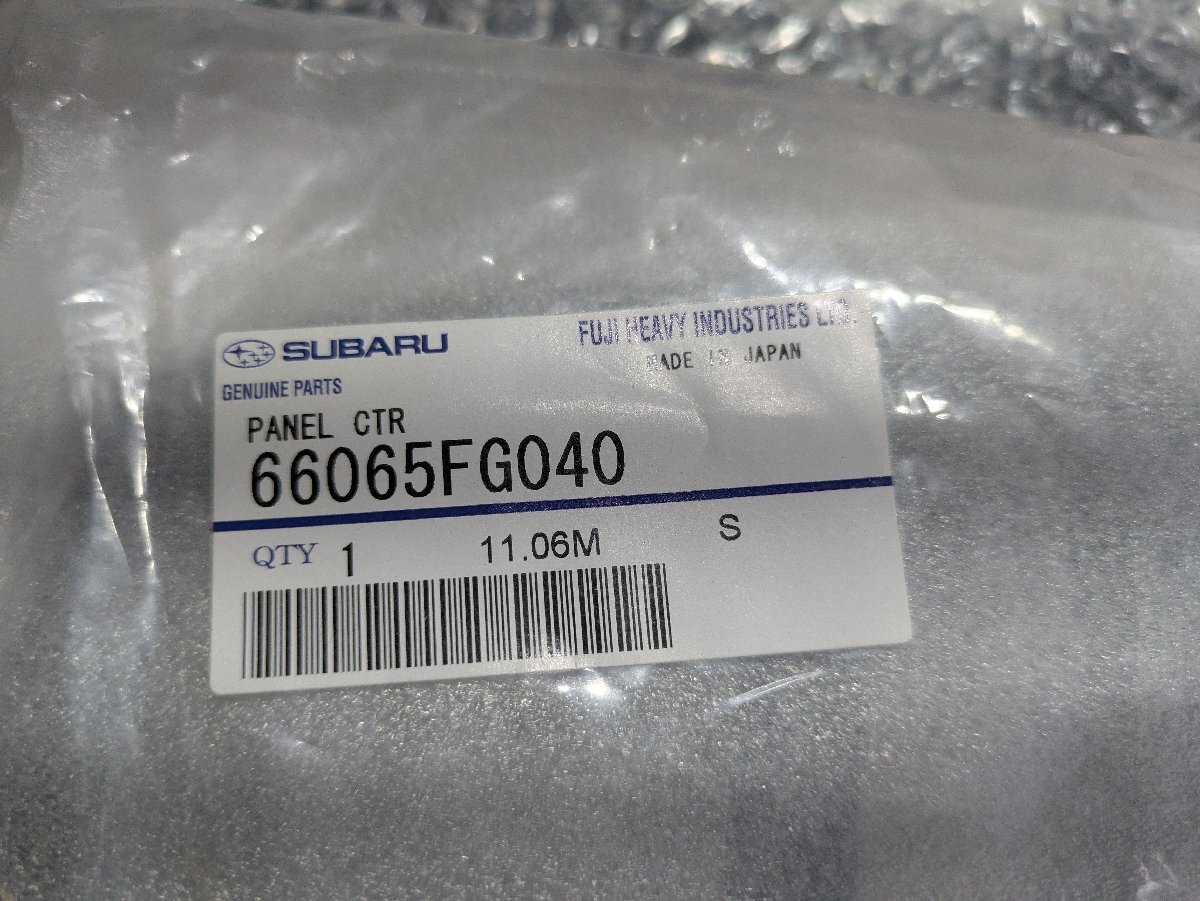 SUBARU
FUJI HEAVY INDUSTRIES LTD.
GENUINE PARTS
MADE IN JAPAN
PANEL CTR
66065FG040
QTY 1
11.06M
S